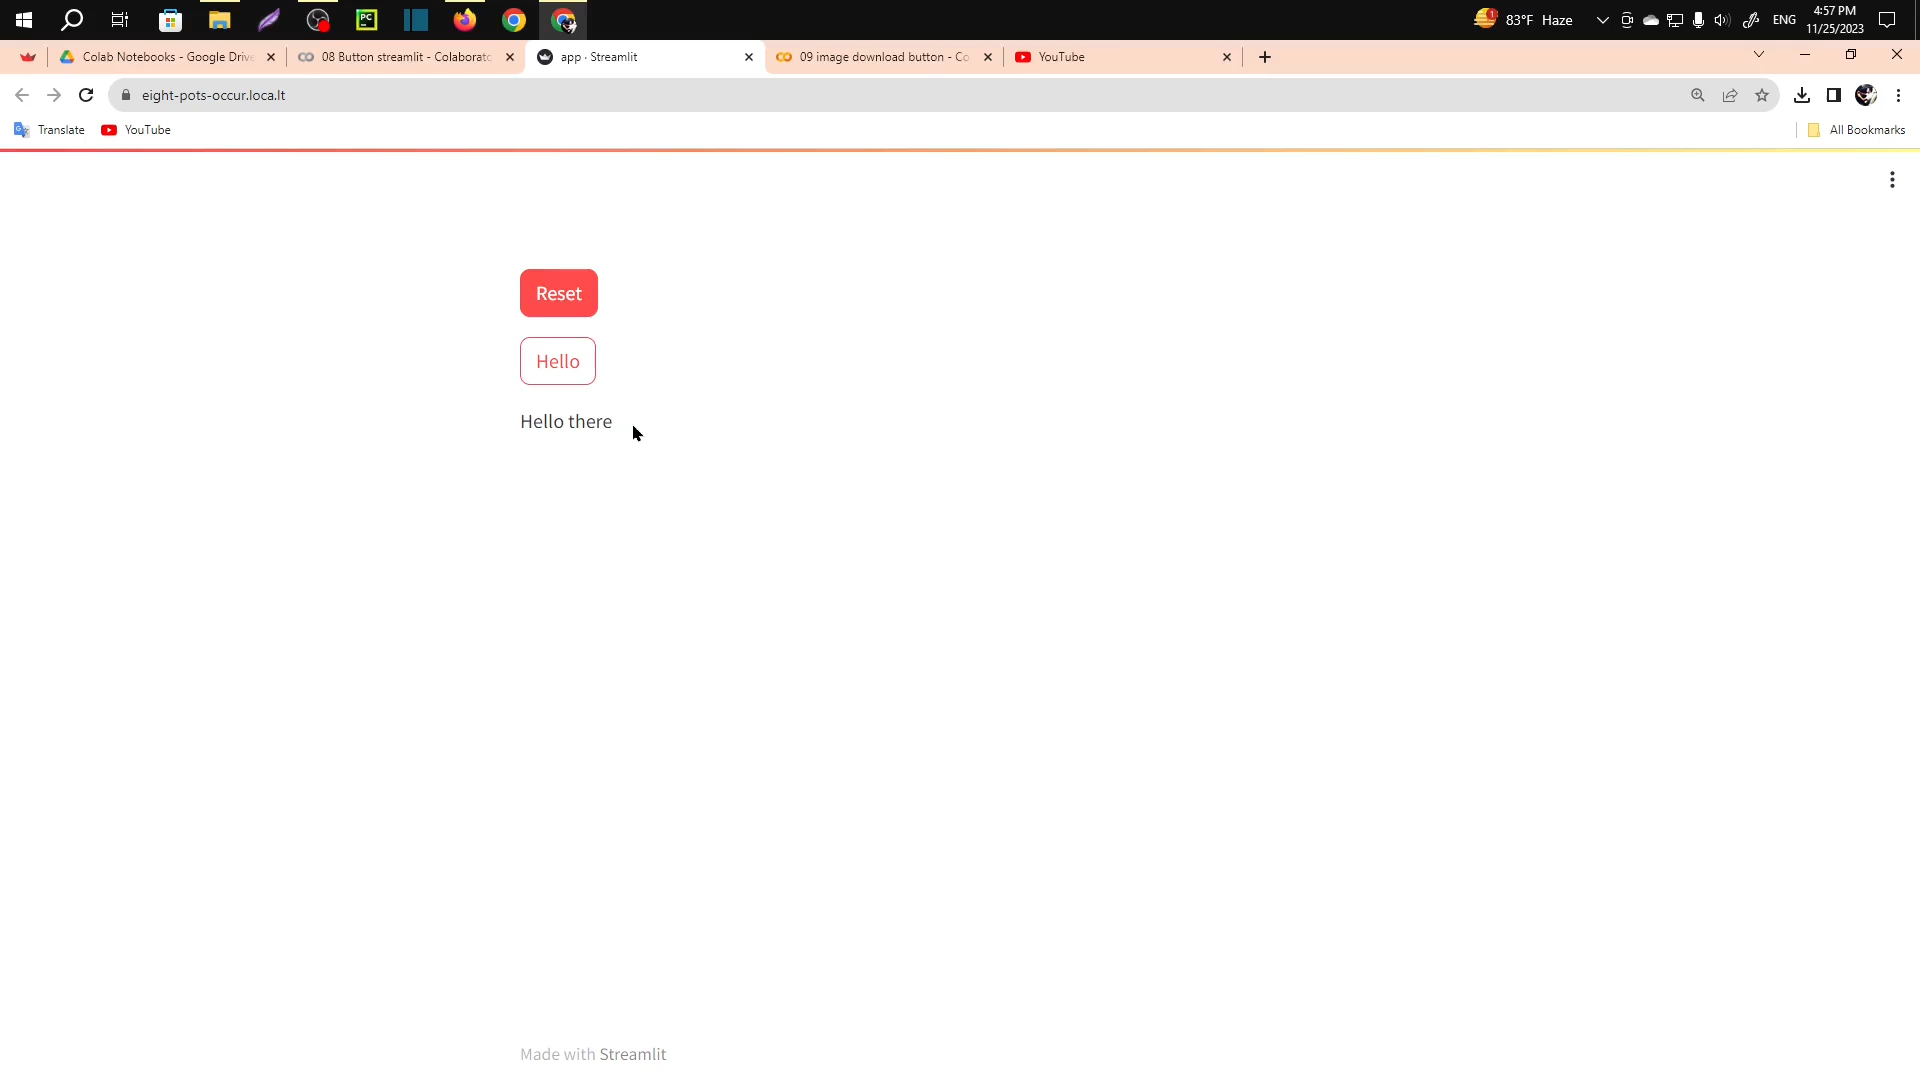 83°F Haze
ENG
4:57 PM
11/25/2023
Colab Notebooks - Google Drive
08 Button streamlit - Colaborato
app · Streamlit
09 image download button - Co
YouTube
eight-pots-occur.loca.lt
Translate
YouTube
All Bookmarks
Reset
Hello
Hello there
Made with Streamlit